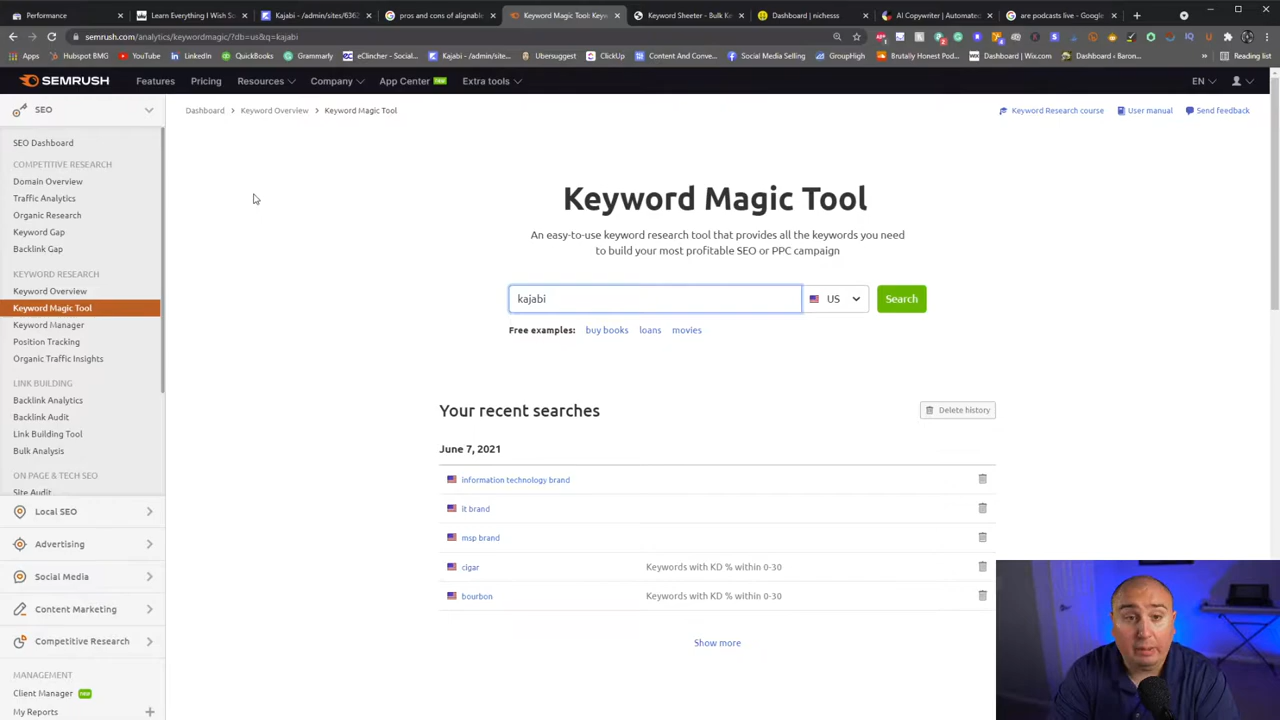 Performance
Learn Everything I Wish So
Kajabi - /admin/sites/6362
pros and cons of alignable
Keyword Magic Tool: Keyw
Keyword Sheeter - Bulk Ke
Dashboard | nichesss
AI Copywriter | Automated
are podcasts live - Google
semrush.com/analytics/keywordmagic/?db=us&q=kajabi
Apps
Hubspot BMG
YouTube
LinkedIn
QuickBooks
Grammarly
eClincher - Social...
Kajabi - /admin/site...
Ubersuggest
ClickUp
Content And Conve...
Social Media Selling
GroupHigh
Brutally Honest Pod...
Dashboard ‹ Wix.com
Dashboard ‹ Baron...
Reading list
SEMRUSH
Features
Pricing
Resources
Company
App Center NEW
Extra tools
EN
SEO
SEO Dashboard
COMPETITIVE RESEARCH
Domain Overview
Traffic Analytics
Organic Research
Keyword Gap
Backlink Gap
KEYWORD RESEARCH
Keyword Overview
Keyword Magic Tool
Keyword Manager
Position Tracking
Organic Traffic Insights
LINK BUILDING
Backlink Analytics
Backlink Audit
Link Building Tool
Bulk Analysis
ON PAGE & TECH SEO
Site Audit
Local SEO
Advertising
Social Media
Content Marketing
Competitive Research
MANAGEMENT
Client Manager NEW
My Reports
Dashboard > Keyword Overview > Keyword Magic Tool
Keyword Research course
User manual
Send feedback
Keyword Magic Tool
An easy-to-use keyword research tool that provides all the keywords you need
to build your most profitable SEO or PPC campaign
kajabi
US
Search
Free examples: buy books loans movies
Your recent searches
Delete history
June 7, 2021
information technology brand
it brand
msp brand
cigar Keywords with KD % within 0-30
bourbon Keywords with KD % within 0-30
Show more